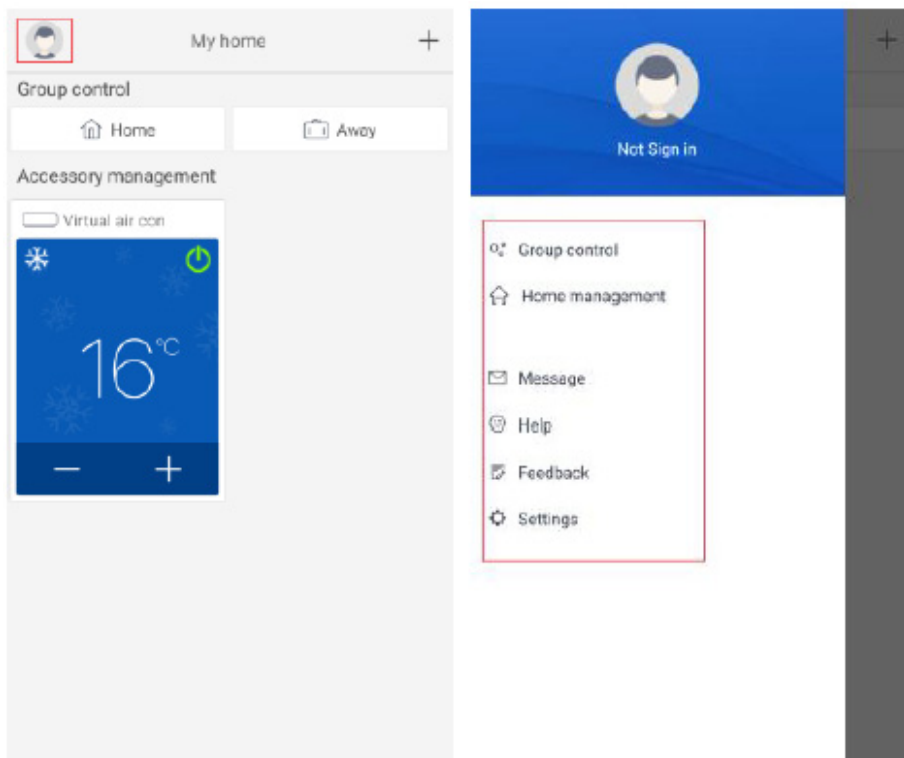 My home
Group control
Home
Away
Accessory management
Virtual air con
16°C
Not Sign in
Group control
Home management
Message
Help
Feedback
Settings